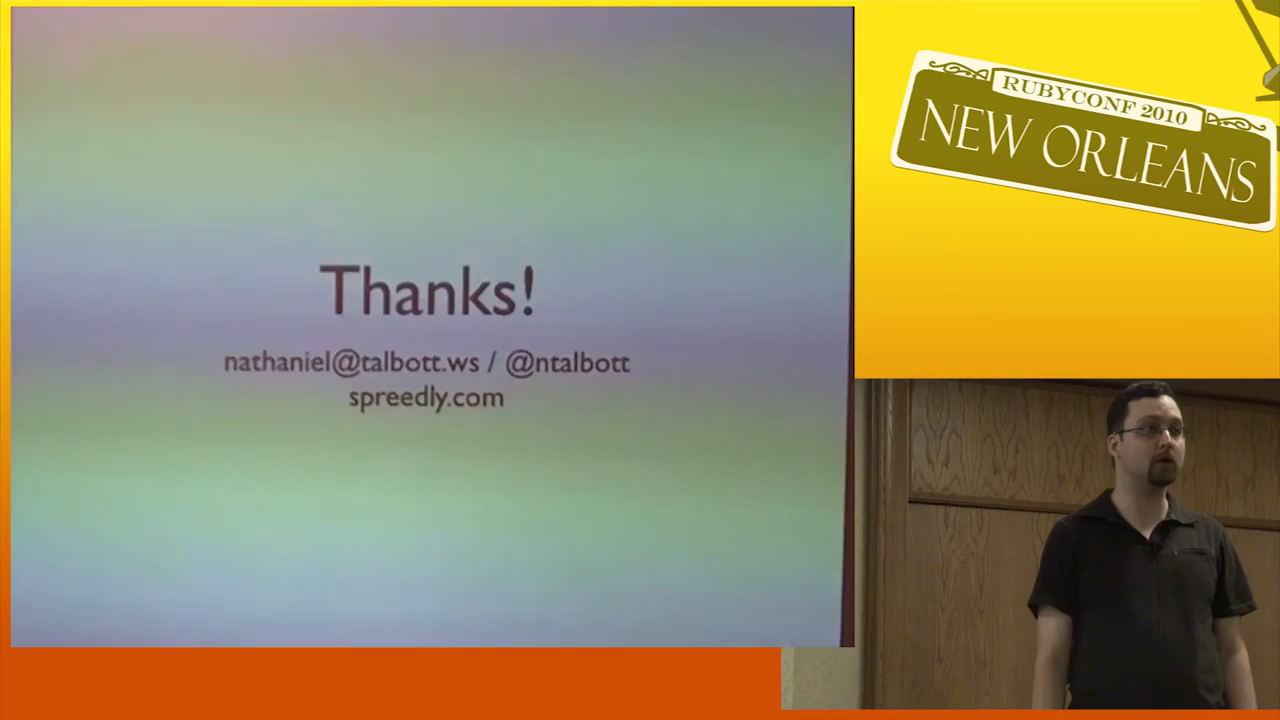 Thanks!
nathaniel@talbott.ws / @ntalbott
spreedly.com
RUBYCONF 2010
NEW ORLEANS